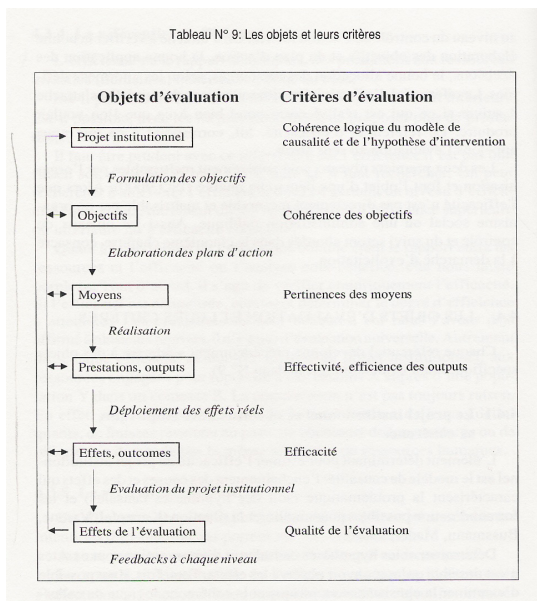 Tableau N° 9: Les objets et leurs critères
Objets d'évaluation Critères d'évaluation
Projet institutionnel Cohérence logique du modèle de
causalité et de l'hypothèse d'intervention
Formulation des objectifs
Objectifs Cohérence des objectifs
Elaboration des plans d'action
Moyens Pertinences des moyens
Réalisation
Prestations, outputs Effectivité, efficience des outputs
Déploiement des effets réels
Effets, outcomes Efficacité
Evaluation du projet institutionnel
Effets de l'évaluation Qualité de l'évaluation
Feedbacks à chaque niveau